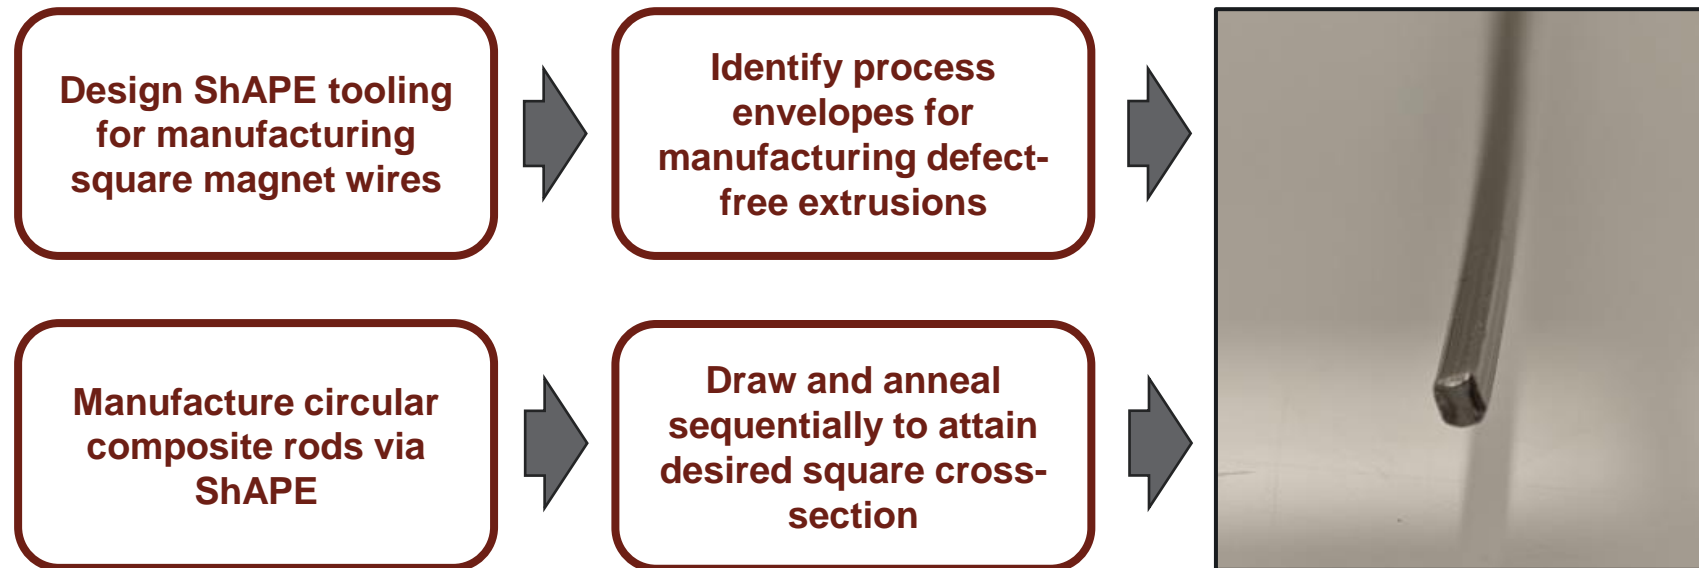 Design ShAPE tooling
for manufacturing
square magnet wires
Identify process
envelopes for
manufacturing defect-
free extrusions
Manufacture circular
composite rods via
ShAPE
Draw and anneal
sequentially to attain
desired square cross-
section